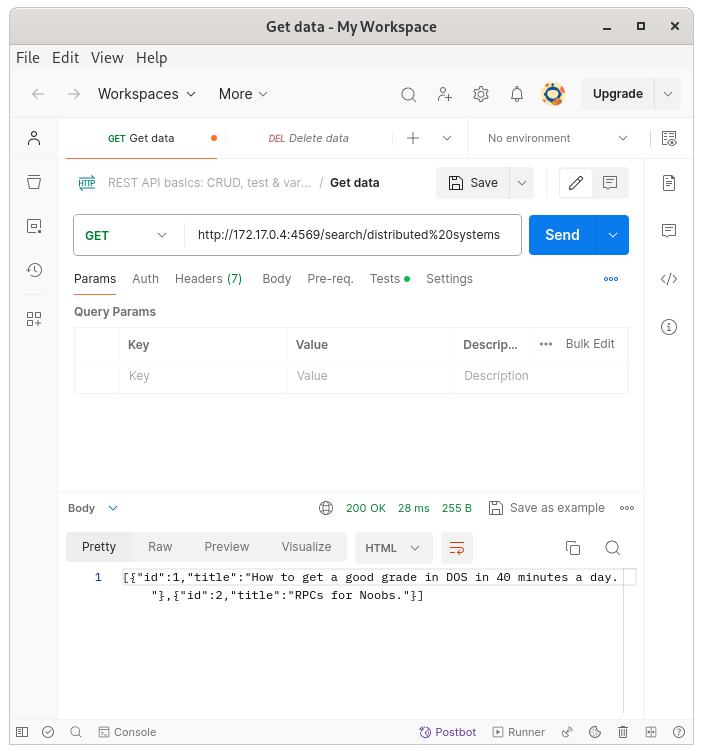 Get data - My Workspace
File Edit View Help
Workspaces More Upgrade
GET Get data DEL Delete data No environment
HTTP REST API basics: CRUD, test & var... / Get data Save
GET http://172.17.0.4:4569/search/distributed%20systems Send
Params Auth Headers (7) Body Pre-req. Tests Settings
Query Params
Key Value Descrip... Bulk Edit
Key Value Description
Body 200 OK 28 ms 255 B Save as example
Pretty Raw Preview Visualize HTML
1 [{"id":1,"title":"How to get a good grade in DOS in 40 minutes a day.
"},{"id":2,"title":"RPCs for Noobs."}]
Console Postbot Runner